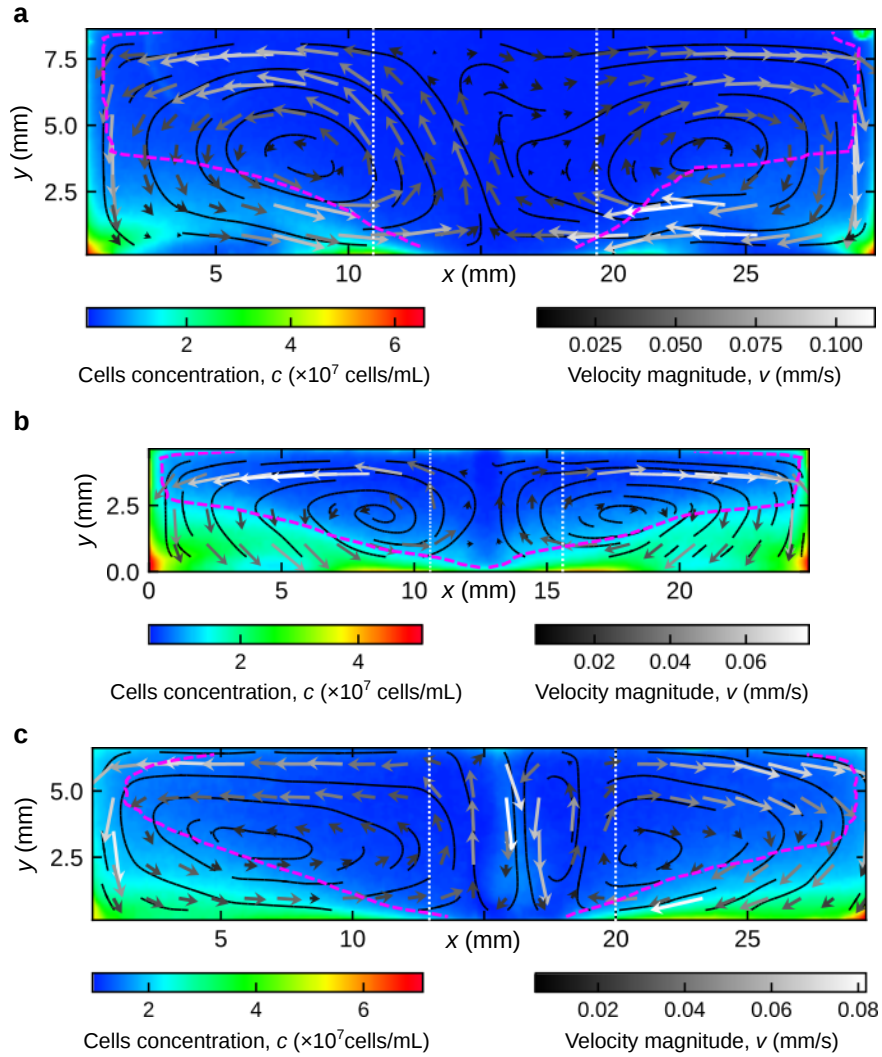 a
7.5
5.0
2.5
y (mm)
5
10
x (mm)
20
25
2
4
6
0.025
0.050
0.075
0.100
Cells concentration, c (×10⁷ cells/mL)
Velocity magnitude, v (mm/s)
b
2.5
0.0
y (mm)
0
5
10
x (mm)
15
20
2
4
0.02
0.04
0.06
Cells concentration, c (×10⁷ cells/mL)
Velocity magnitude, v (mm/s)
c
5.0
2.5
y (mm)
5
10
x (mm)
20
25
2
4
6
0.02
0.04
0.06
0.08
Cells concentration, c (×10⁷cells/mL)
Velocity magnitude, v (mm/s)